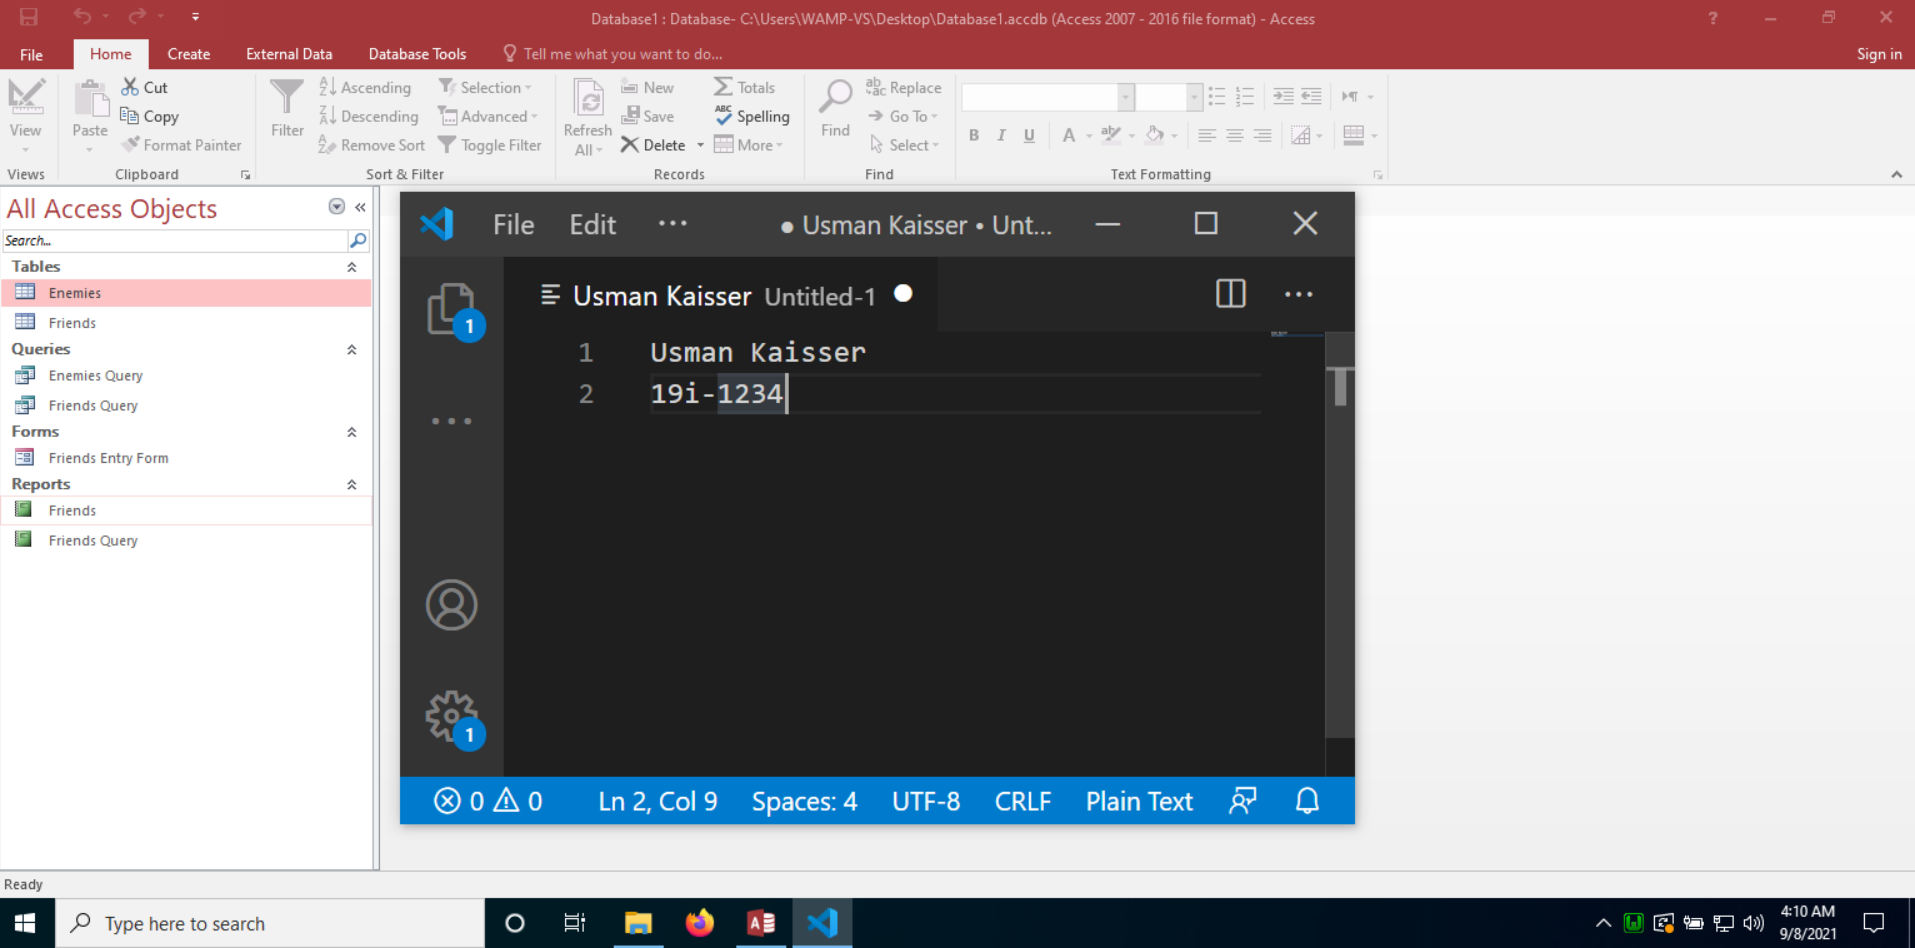 Database1 : Database- C:\Users\WAMP-VS\Desktop\Database1.accdb (Access 2007 - 2016 file format) - Access
?
File
Home
Create
External Data
Database Tools
Tell me what you want to do...
Sign in
View
Views
Paste
Cut
Copy
Format Painter
Clipboard
Filter
Ascending
Descending
Remove Sort
Selection
Advanced
Toggle Filter
Sort & Filter
Refresh
All
New
Save
Delete
Totals
Spelling
More
Records
Find
Replace
Go To
Select
Find
B I U A
Text Formatting
All Access Objects
Search...
Tables
Enemies
Friends
Queries
Enemies Query
Friends Query
Forms
Friends Entry Form
Reports
Friends
Friends Query
File Edit ··· ● Usman Kaisser • Unt...
Usman Kaisser Untitled-1
1
1 Usman Kaisser
2 19i-1234
1
0 0 Ln 2, Col 9 Spaces: 4 UTF-8 CRLF Plain Text
Ready
Type here to search
4:10 AM
9/8/2021